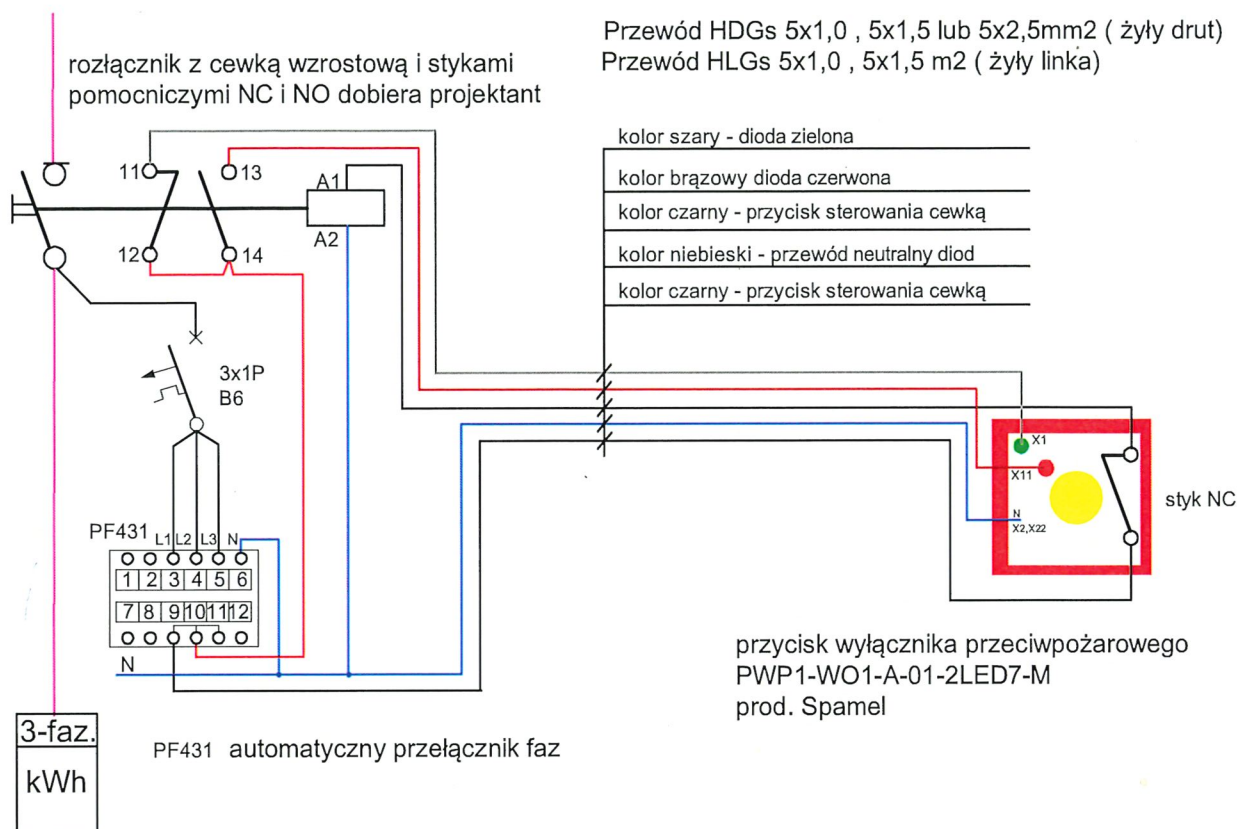 Przewód HDGs 5x1,0 , 5x1,5 lub 5x2,5mm2 ( żyły drut)
Przewód HLGs 5x1,0 , 5x1,5 m2 ( żyły linka)
rozłącznik z cewką wzrostową i stykami
pomocniczymi NC i NO dobiera projektant
kolor szary - dioda zielona
kolor brązowy dioda czerwona
kolor czarny - przycisk sterowania cewką
kolor niebieski - przewód neutralny diod
kolor czarny - przycisk sterowania cewką
11
13
A1
A2
12
14
3x1P
B6
X1
X11
N
X2,X22
styk NC
PF431
L1 L2 L3 N
1 2 3 4 5 6
7 8 9 10 11 12
N
przycisk wyłącznika przeciwpożarowego
PWP1-WO1-A-01-2LED7-M
prod. Spamel
PF431 automatyczny przełącznik faz
3-faz.
kWh